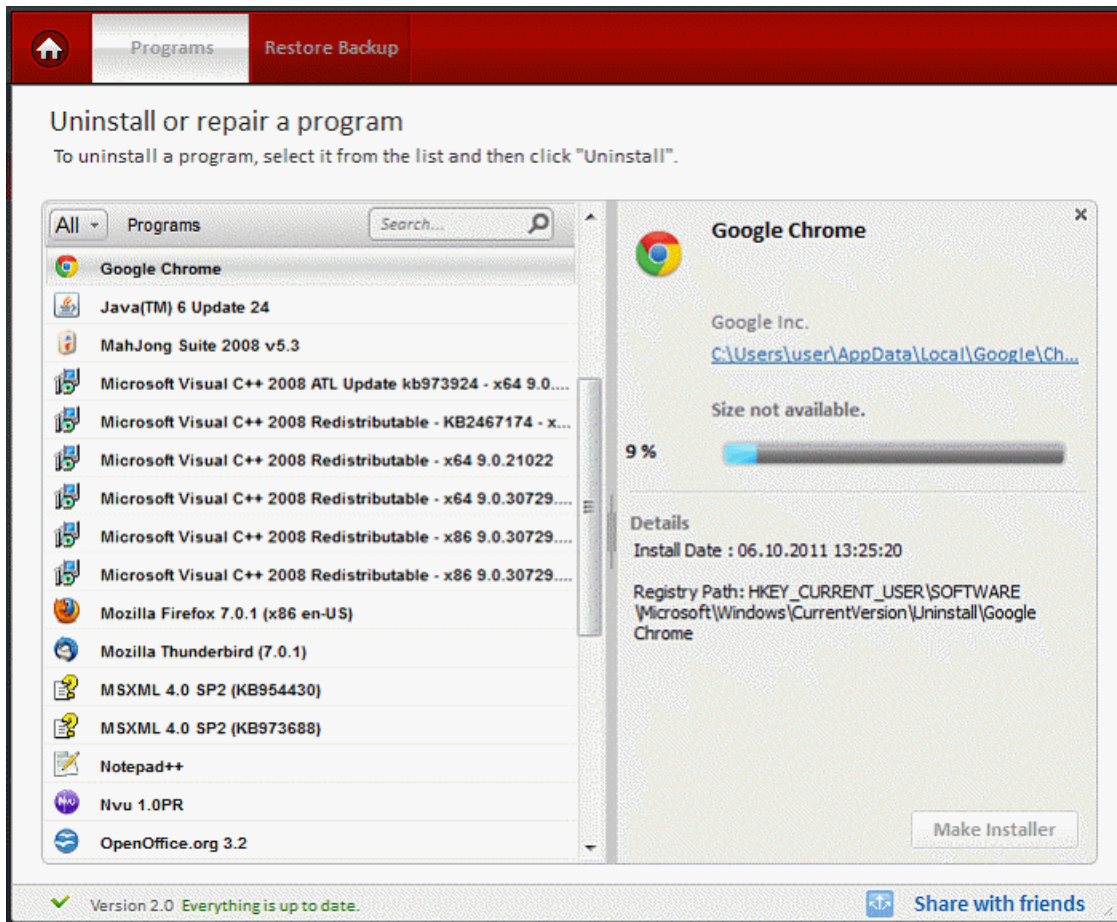 Programs
Restore Backup
Uninstall or repair a program
To uninstall a program, select it from the list and then click "Uninstall".
All
Programs
Search...
Google Chrome
Java(TM) 6 Update 24
MahJong Suite 2008 v5.3
Microsoft Visual C++ 2008 ATL Update kb973924 - x64 9.0....
Microsoft Visual C++ 2008 Redistributable - KB2467174 - x...
Microsoft Visual C++ 2008 Redistributable - x64 9.0.21022
Microsoft Visual C++ 2008 Redistributable - x64 9.0.30729....
Microsoft Visual C++ 2008 Redistributable - x86 9.0.30729....
Microsoft Visual C++ 2008 Redistributable - x86 9.0.30729....
Mozilla Firefox 7.0.1 (x86 en-US)
Mozilla Thunderbird (7.0.1)
MSXML 4.0 SP2 (KB954430)
MSXML 4.0 SP2 (KB973688)
Notepad++
Nvu 1.0PR
OpenOffice.org 3.2
Google Chrome
Google Inc.
C:\Users\user\AppData\Local\Google\Ch...
Size not available.
9 %
Details
Install Date : 06.10.2011 13:25:20
Registry Path: HKEY_CURRENT_USER\SOFTWARE
\Microsoft\Windows\CurrentVersion\Uninstall\Google
Chrome
Make Installer
Version 2.0 Everything is up to date.
Share with friends